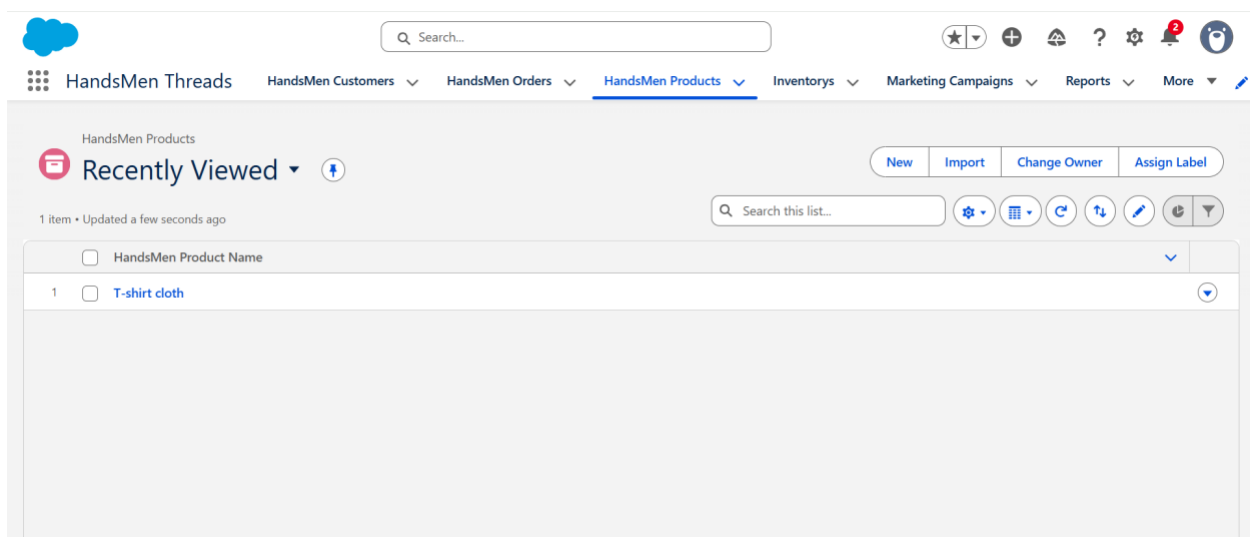 Search...
2
HandsMen Threads HandsMen Customers HandsMen Orders HandsMen Products Inventorys Marketing Campaigns Reports More
HandsMen Products
Recently Viewed
New Import Change Owner Assign Label
1 item • Updated a few seconds ago
Search this list...
HandsMen Product Name
1 T-shirt cloth